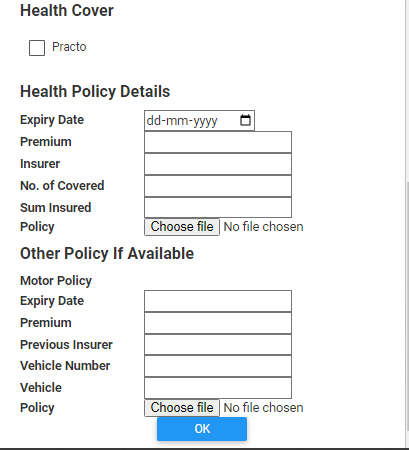 Health Cover
Practo
Health Policy Details
Expiry Date dd-mm-yyyy
Premium
Insurer
No. of Covered
Sum Insured
Policy Choose file No file chosen
Other Policy If Available
Motor Policy
Expiry Date
Premium
Previous Insurer
Vehicle Number
Vehicle
Policy Choose file No file chosen
OK